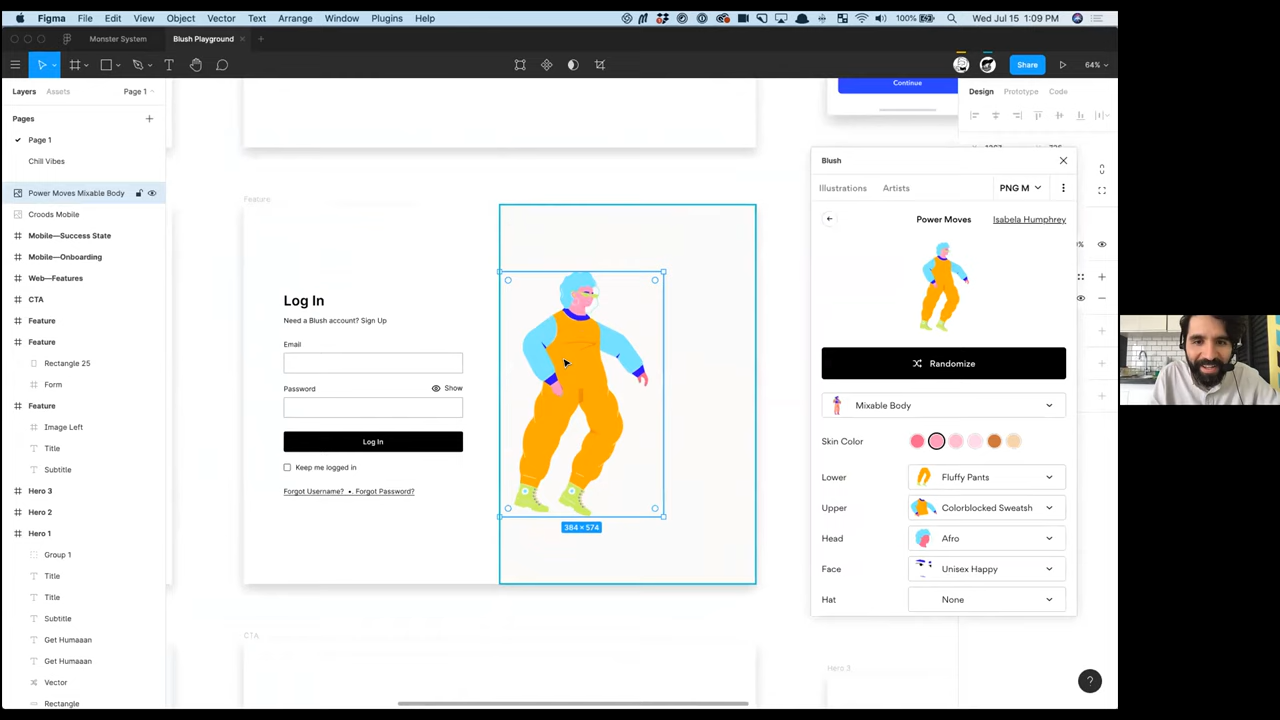 Figma File Edit View Object Vector Text Arrange Window Plugins Help 100% Wed Jul 15 1:09 PM
Monster System Blush Playground
Share 64%
Layers Assets Page 1
Design Prototype Code
Pages
Page 1
Chill Vibes
Power Moves Mixable Body
Croods Mobile
Mobile—Success State
Mobile—Onboarding
Web—Features
CTA
Feature
Feature
Rectangle 25
Form
Feature
Image Left
Title
Subtitle
Hero 3
Hero 2
Hero 1
Group 1
Title
Title
Subtitle
Get Humaaan
Get Humaaan
Vector
Rectangle
Continue
Feature
Log In
Need a Blush account? Sign Up
Email
Password Show
Log In
Keep me logged in
Forgot Username? • Forgot Password?
384 × 574
CTA
Hero 3
Blush
Illustrations Artists PNG M
Power Moves Isabela Humphrey
Randomize
Mixable Body
Skin Color
Lower Fluffy Pants
Upper Colorblocked Sweatsh
Head Afro
Face Unisex Happy
Hat None
?